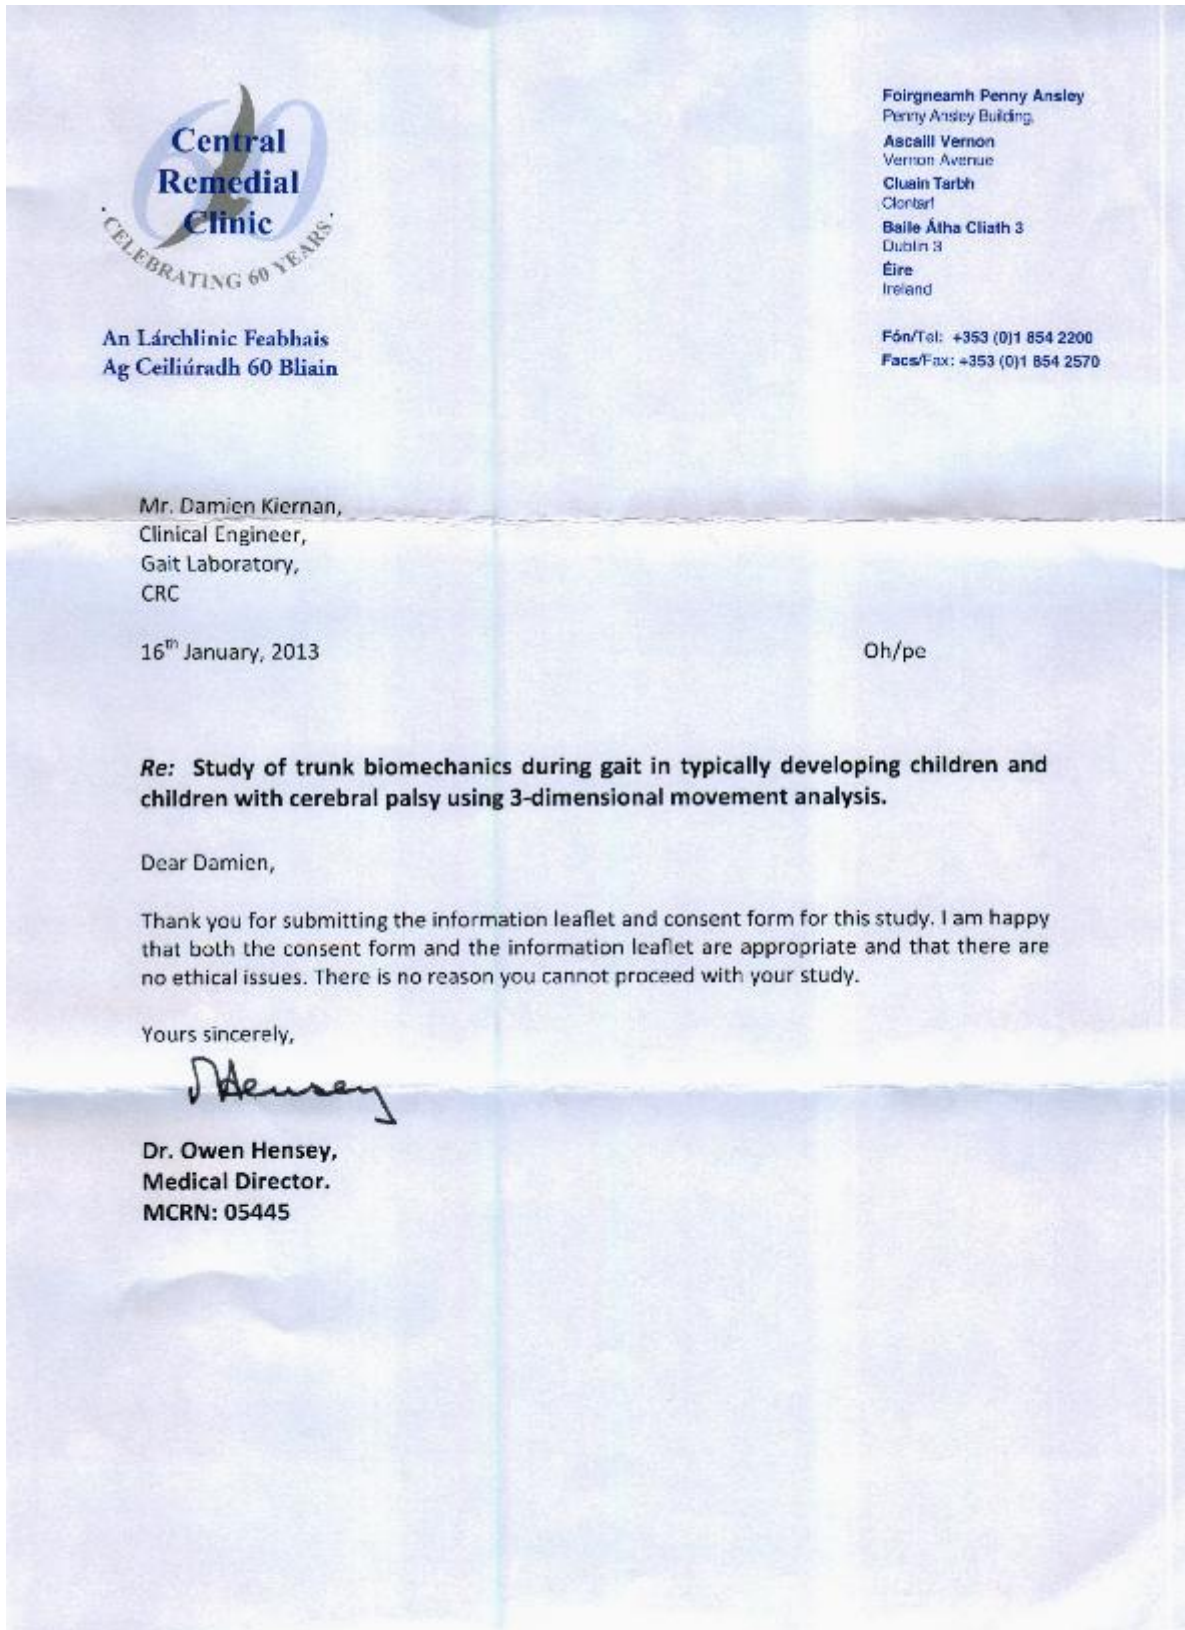 60
Central
Remedial
Clinic
· CELEBRATING 60 YEARS ·
An Lárchlinic Feabhais
Ag Ceiliúradh 60 Bliain
Foirgneamh Penny Ansley
Penny Ansley Building,
Ascaill Vernon
Vernon Avenue
Cluain Tarbh
Clontarf
Baile Átha Cliath 3
Dublin 3
Éire
Ireland
Fón/Tel: +353 (0)1 854 2200
Facs/Fax: +353 (0)1 854 2570
Mr. Damien Kiernan,
Clinical Engineer,
Gait Laboratory,
CRC
16th January, 2013
Oh/pe
Re: Study of trunk biomechanics during gait in typically developing children and
children with cerebral palsy using 3-dimensional movement analysis.
Dear Damien,
Thank you for submitting the information leaflet and consent form for this study. I am happy
that both the consent form and the information leaflet are appropriate and that there are
no ethical issues. There is no reason you cannot proceed with your study.
Yours sincerely,
OHensey
Dr. Owen Hensey,
Medical Director.
MCRN: 05445